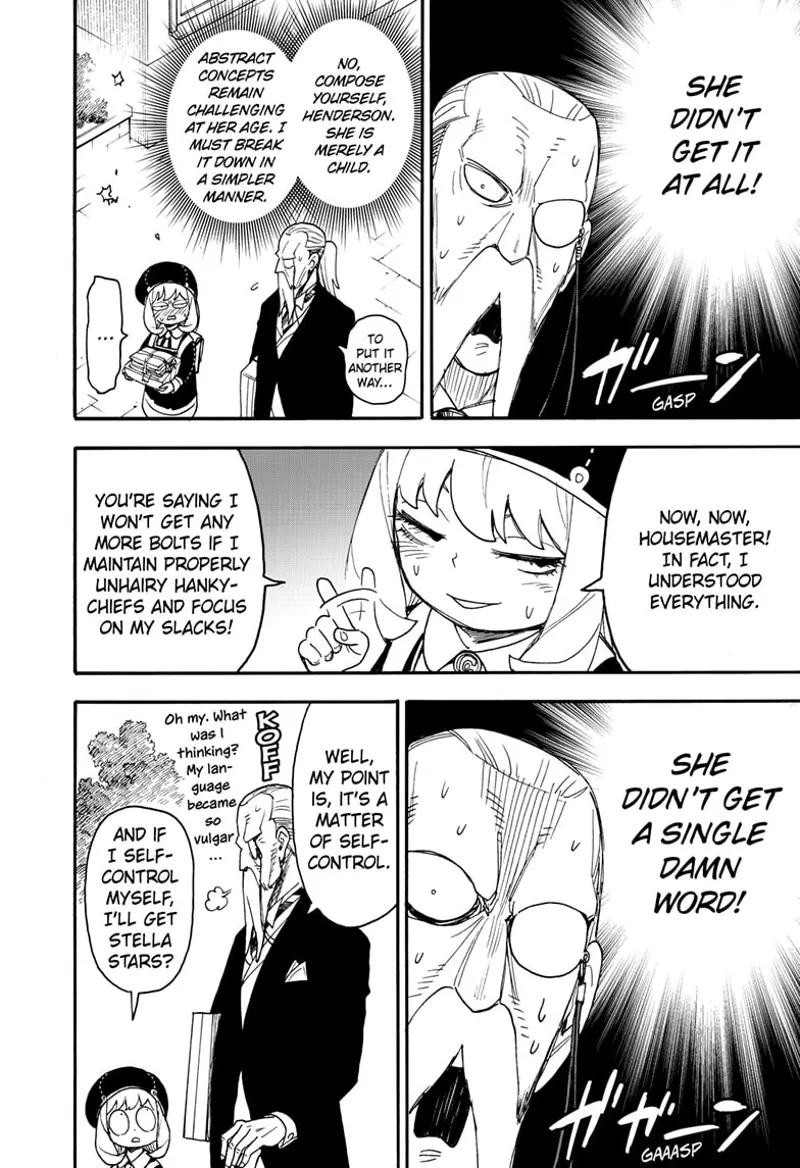 SHE
DIDN'T
GET IT
AT ALL!
ガーン
GASP
NO,
COMPOSE
YOURSELF,
HENDERSON.
SHE IS
MERELY A
CHILD.
ABSTRACT
CONCEPTS
REMAIN
CHALLENGING
AT HER AGE. I
MUST BREAK
IT DOWN IN
A SIMPLER
MANNER.
TO
PUT IT
ANOTHER
WAY...
...
NOW, NOW,
HOUSEMASTER!
IN FACT, I
UNDERSTOOD
EVERYTHING.
YOU'RE SAYING I
WON'T GET ANY
MORE BOLTS IF I
MAINTAIN PROPERLY
UNHAIRY HANKY-
CHIEFS AND FOCUS
ON MY SLACKS!
SHE
DIDN'T GET
A SINGLE
DAMN
WORD!
ガガーン
GAAASP
WELL,
MY POINT
IS, IT'S A
MATTER
OF SELF-
CONTROL.
KOFF
Oh my. What
was I
thinking?
My lan-
guage
became
so
vulgar
...
AND IF
I SELF-
CONTROL
MYSELF,
I'LL GET
STELLA
STARS?